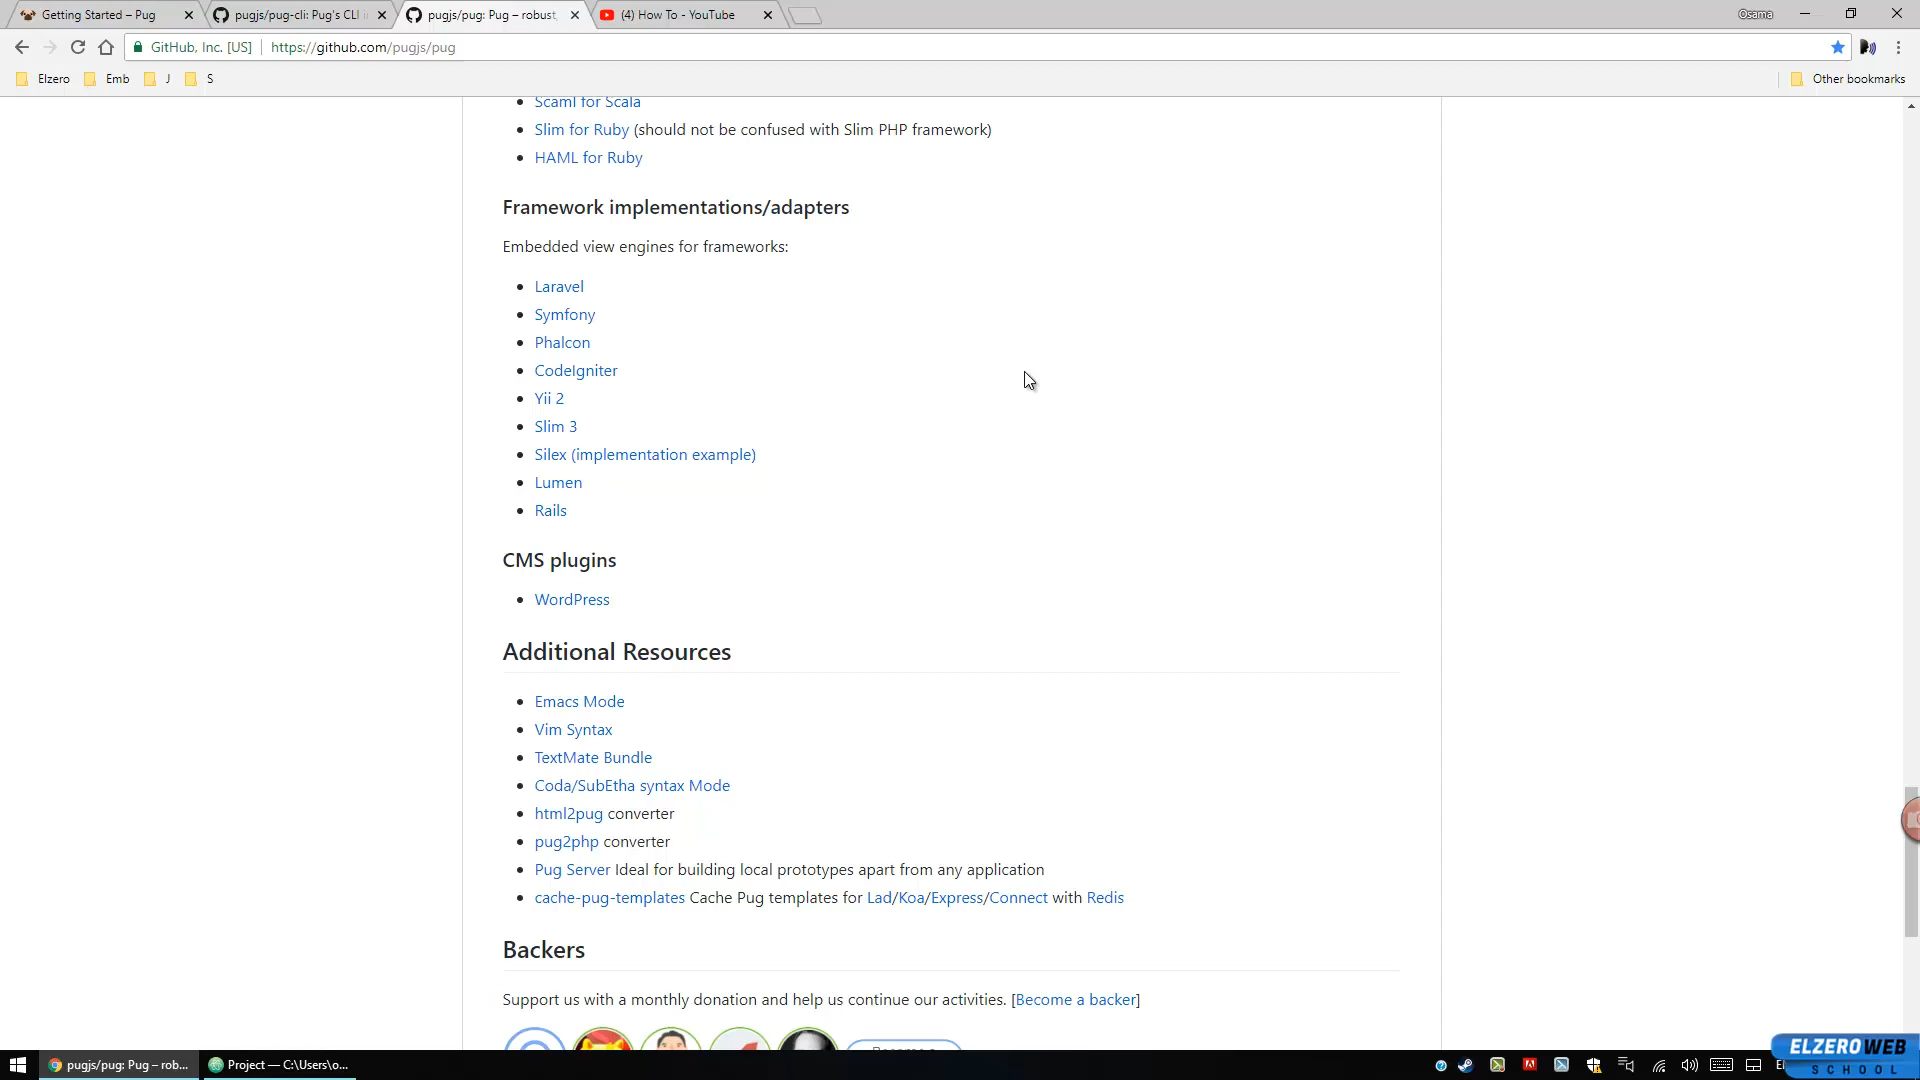 Getting Started – Pug
pugjs/pug-cli: Pug's CLI i
pugjs/pug: Pug – robust,
(4) How To - YouTube
Osama
GitHub, Inc. [US]
https://github.com/pugjs/pug
Elzero
Emb
J
S
Other bookmarks
Scaml for Scala
Slim for Ruby (should not be confused with Slim PHP framework)
HAML for Ruby
Framework implementations/adapters
Embedded view engines for frameworks:
Laravel
Symfony
Phalcon
CodeIgniter
Yii 2
Slim 3
Silex (implementation example)
Lumen
Rails
CMS plugins
WordPress
Additional Resources
Emacs Mode
Vim Syntax
TextMate Bundle
Coda/SubEtha syntax Mode
html2pug converter
pug2php converter
Pug Server Ideal for building local prototypes apart from any application
cache-pug-templates Cache Pug templates for Lad/Koa/Express/Connect with Redis
Backers
Support us with a monthly donation and help us continue our activities. [Become a backer]
pugjs/pug: Pug – rob...
Project — C:\Users\o...
ELZERO WEB
SCHOOL